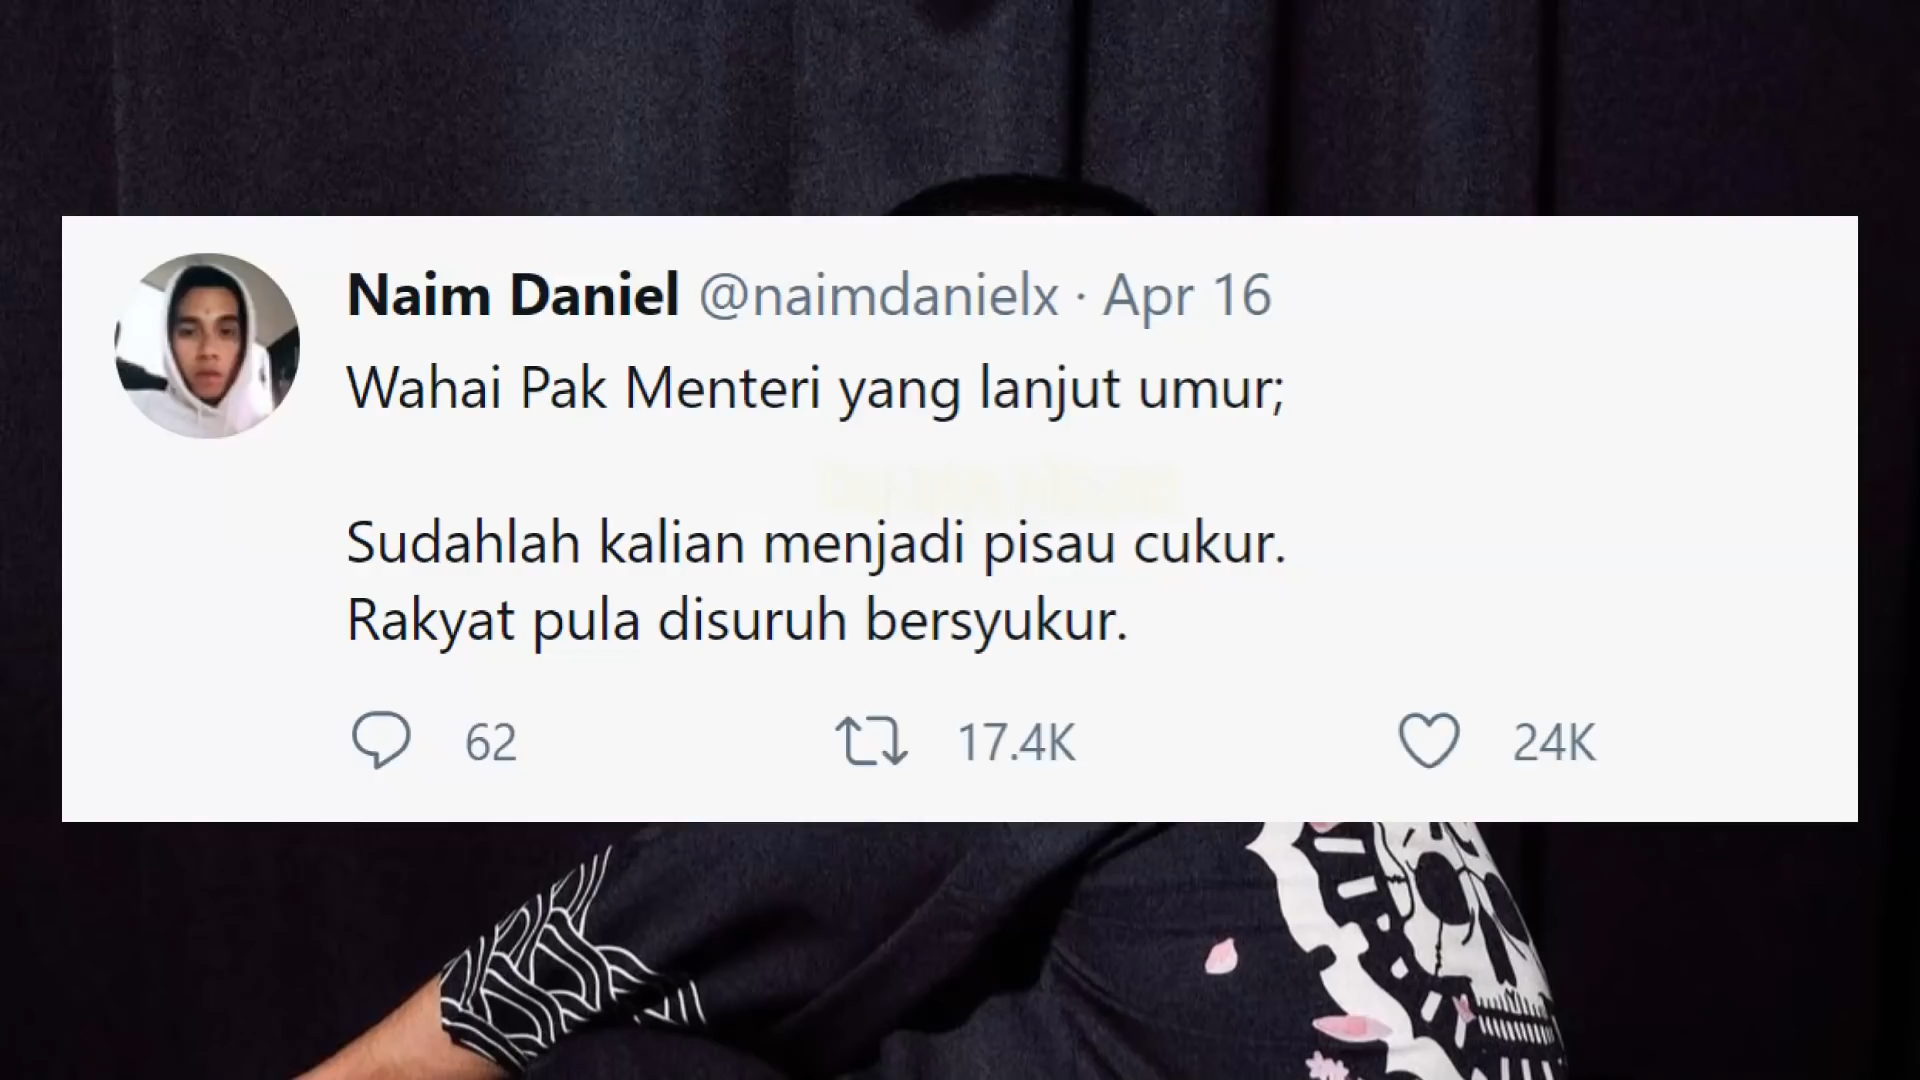 Naim Daniel @naimdanielx · Apr 16
Wahai Pak Menteri yang lanjut umur;
Sudahlah kalian menjadi pisau cukur.
Rakyat pula disuruh bersyukur.
62 17.4K 24K